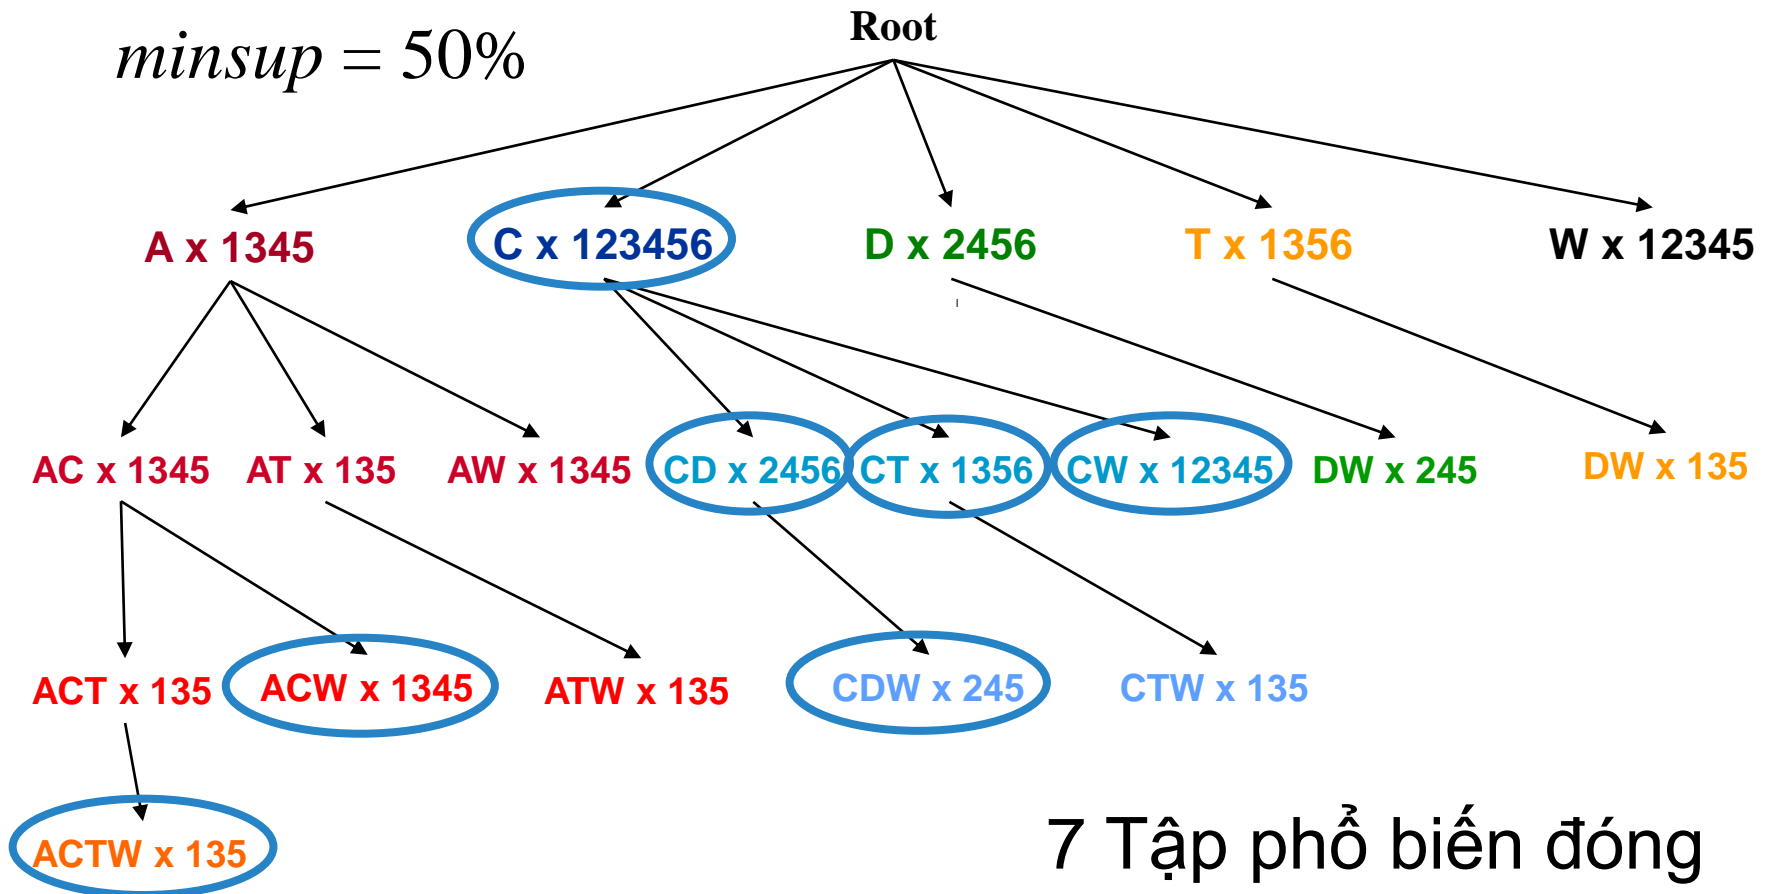 Root
minsup = 50%
A x 1345
C x 123456
D x 2456
T x 1356
W x 12345
AC x 1345
AT x 135
AW x 1345
CD x 2456
CT x 1356
CW x 12345
DW x 245
DW x 135
ACT x 135
ACW x 1345
ATW x 135
CDW x 245
CTW x 135
ACTW x 135
7 Tập phổ biến đóng